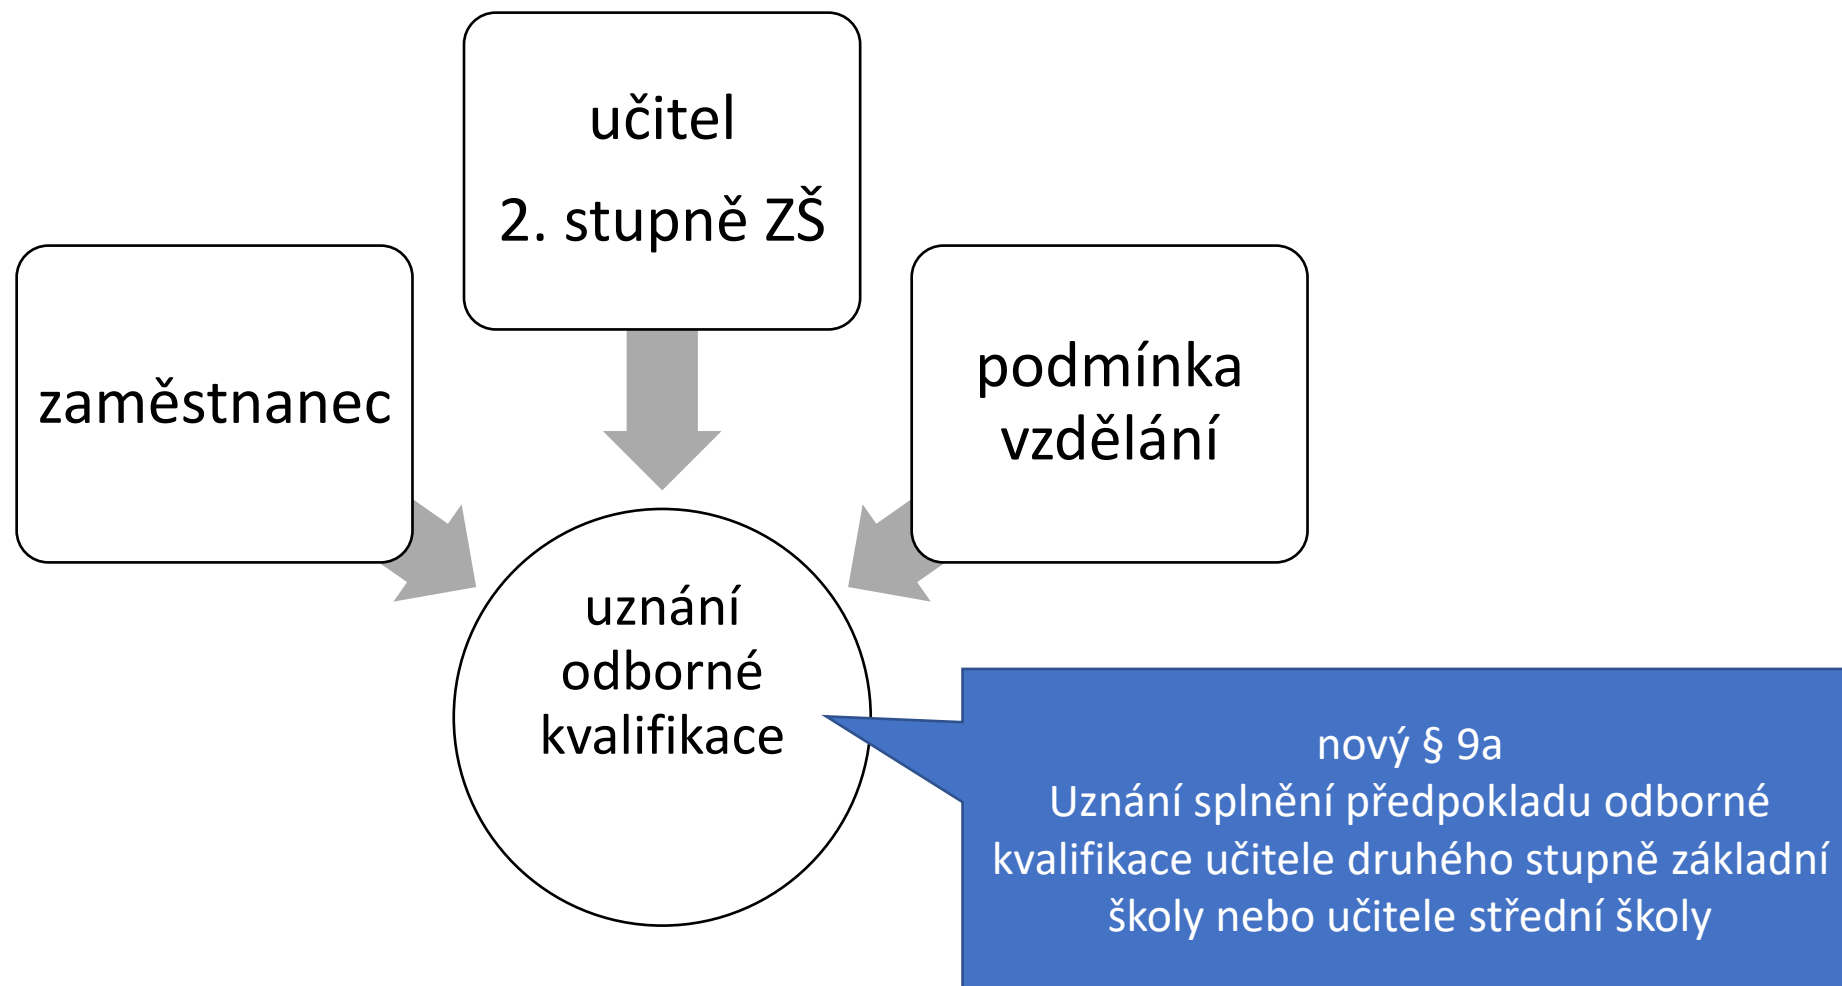 učitel
2. stupně ZŠ
zaměstnanec
podmínka
vzdělání
uznání
odborné
kvalifikace
nový § 9a
Uznání splnění předpokladu odborné
kvalifikace učitele druhého stupně základní
školy nebo učitele střední školy